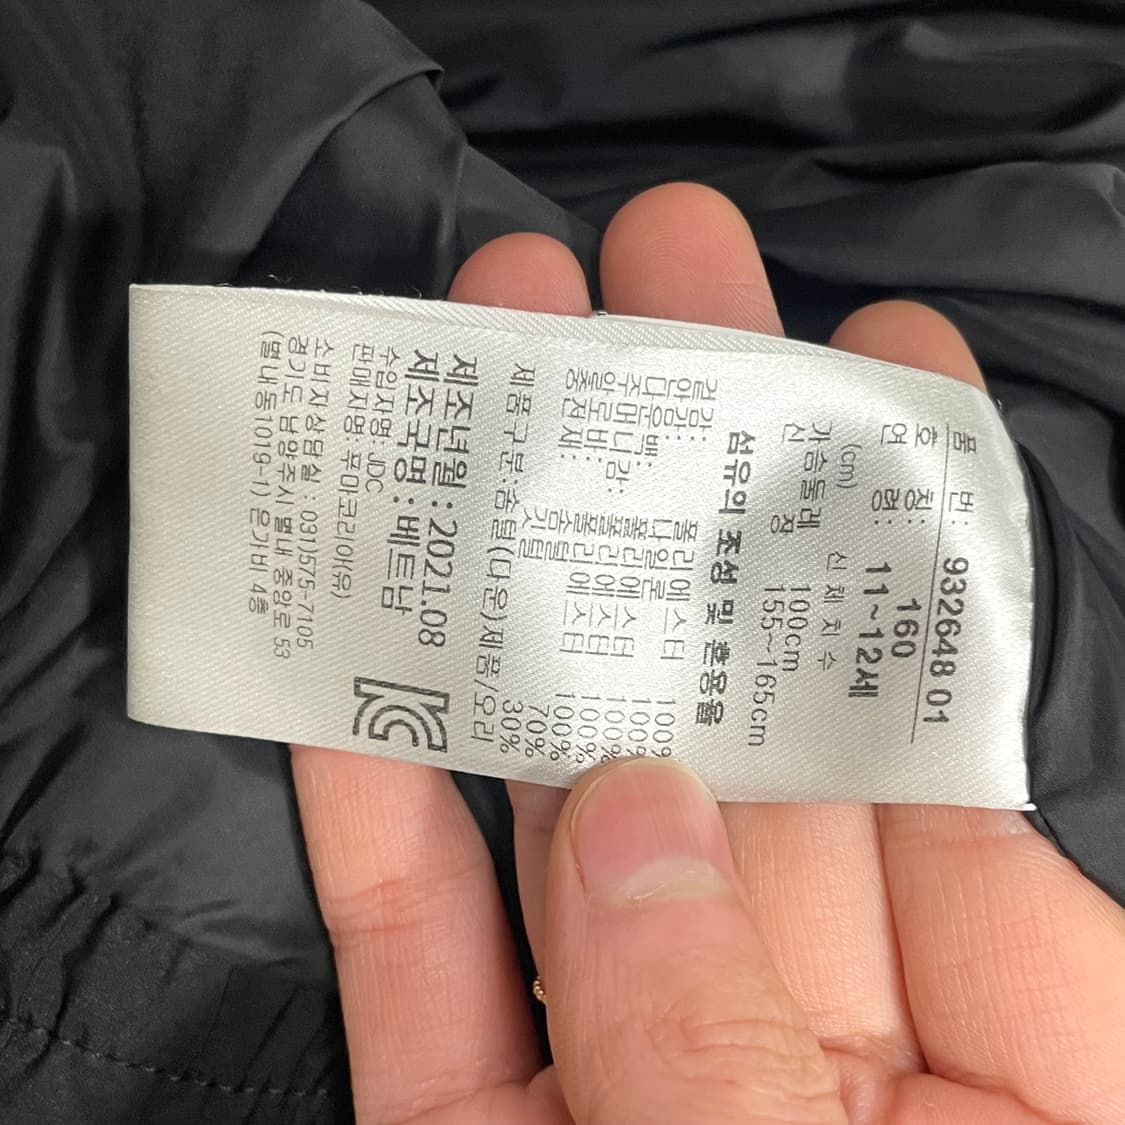 품 번: 932648 01
호 칭: 160
연 령: 11~12세
(cm) 신 체 치 수
가슴둘레 100cm
신 장 155~165cm
섬유의 조성 및 혼용율
겉감: 폴리에스터 100%
안감: 나일론 100%
다운백: 폴리에스터 100%
주머니감: 폴리에스터 100%
충전재: 솜털 70%
깃털 30%
제품구분: 솜털(다운)제품/오리
제조년월: 2021.08
제조국명: 베트남
수입자명: JDC
판매자명: 푸마코리아(유)
소비자상담실: 031)575-7105
경기도 남양주시 별내 중앙로 53
(별내동1019-1) 은가비 4층